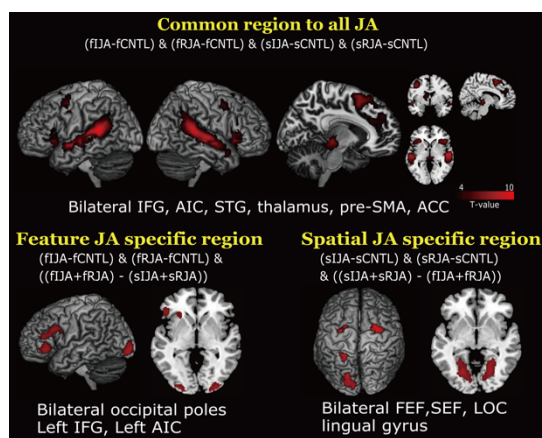 Common region to all JA
(fIJA-fCNTL) & (fRJA-fCNTL) & (sIJA-sCNTL) & (sRJA-sCNTL)
4 10
T-value
Bilateral IFG, AIC, STG, thalamus, pre-SMA, ACC
Feature JA specific region
(fIJA-fCNTL) & (fRJA-fCNTL) &
((fIJA+fRJA) - (sIJA+sRJA))
Bilateral occipital poles
Left IFG, Left AIC
Spatial JA specific region
(sIJA-sCNTL) & (sRJA-sCNTL)
& ((sIJA+sRJA) - (fIJA+fRJA))
Bilateral FEF,SEF, LOC
lingual gyrus